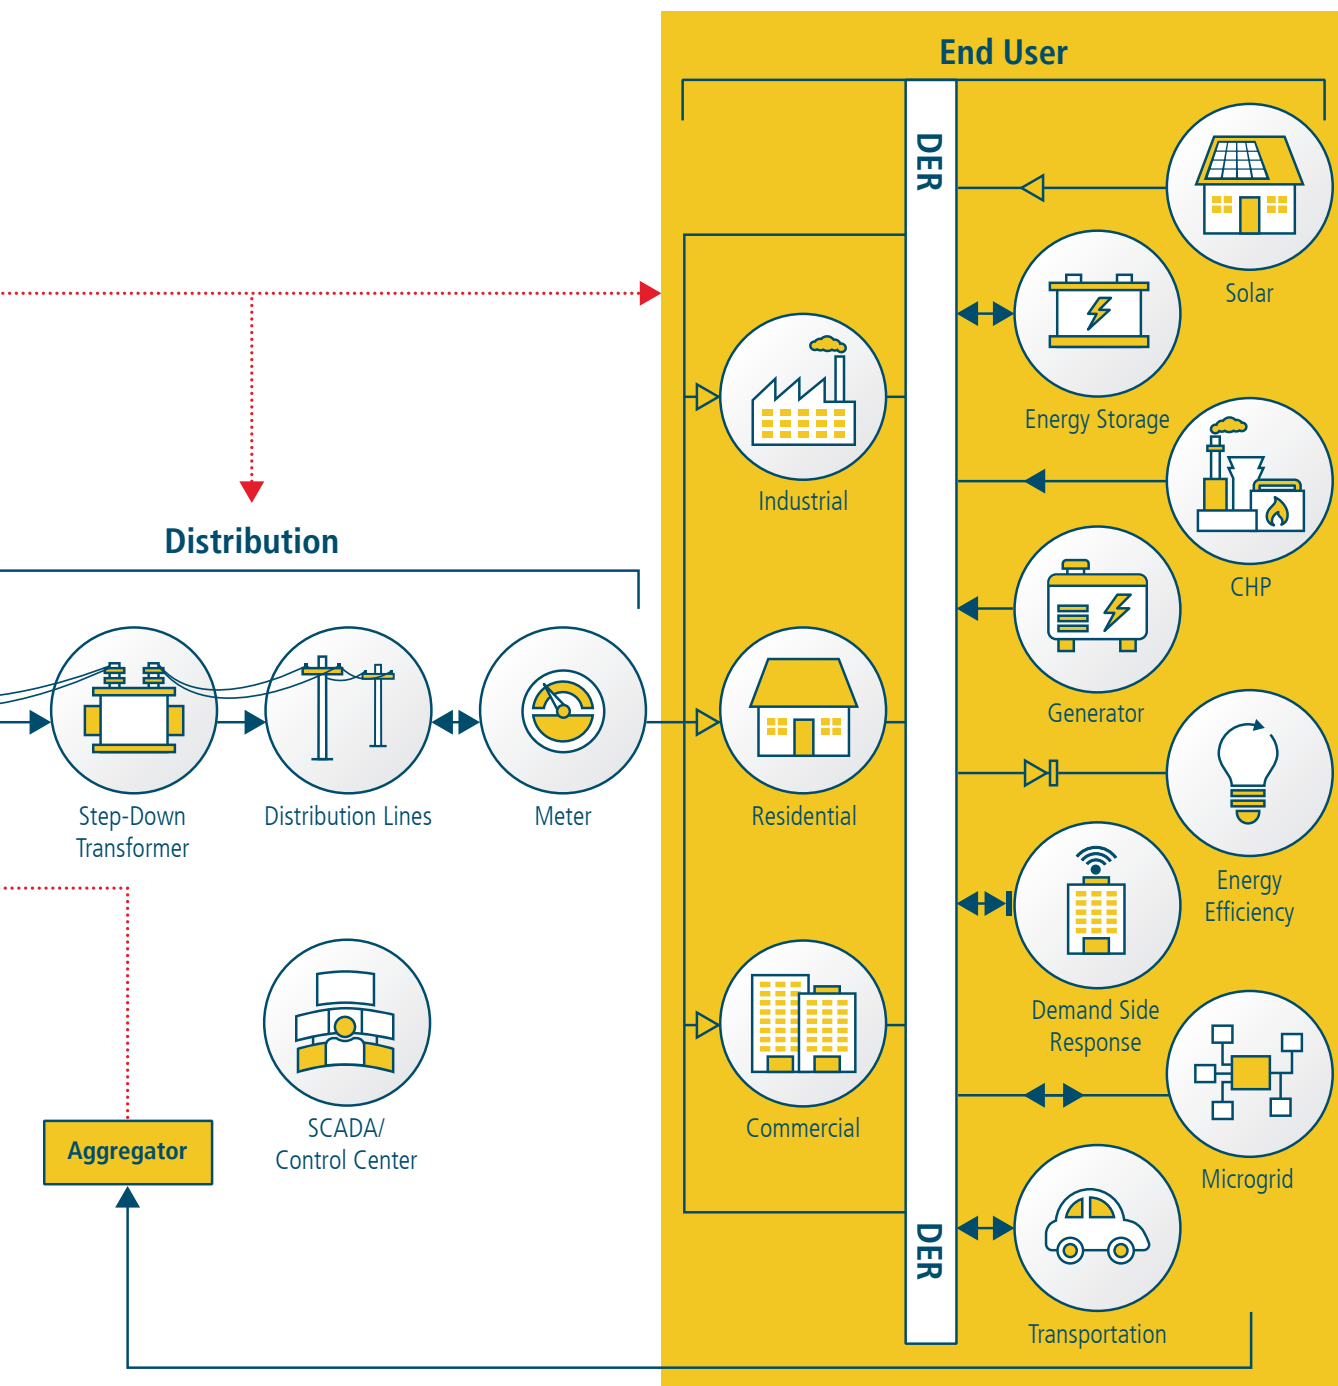 End User
DER
Solar
Energy Storage
Industrial
Distribution
CHP
Generator
Step-Down
Transformer
Distribution Lines
Meter
Residential
Energy
Efficiency
Demand Side
Response
SCADA/
Control Center
Aggregator
Commercial
Microgrid
DER
Transportation